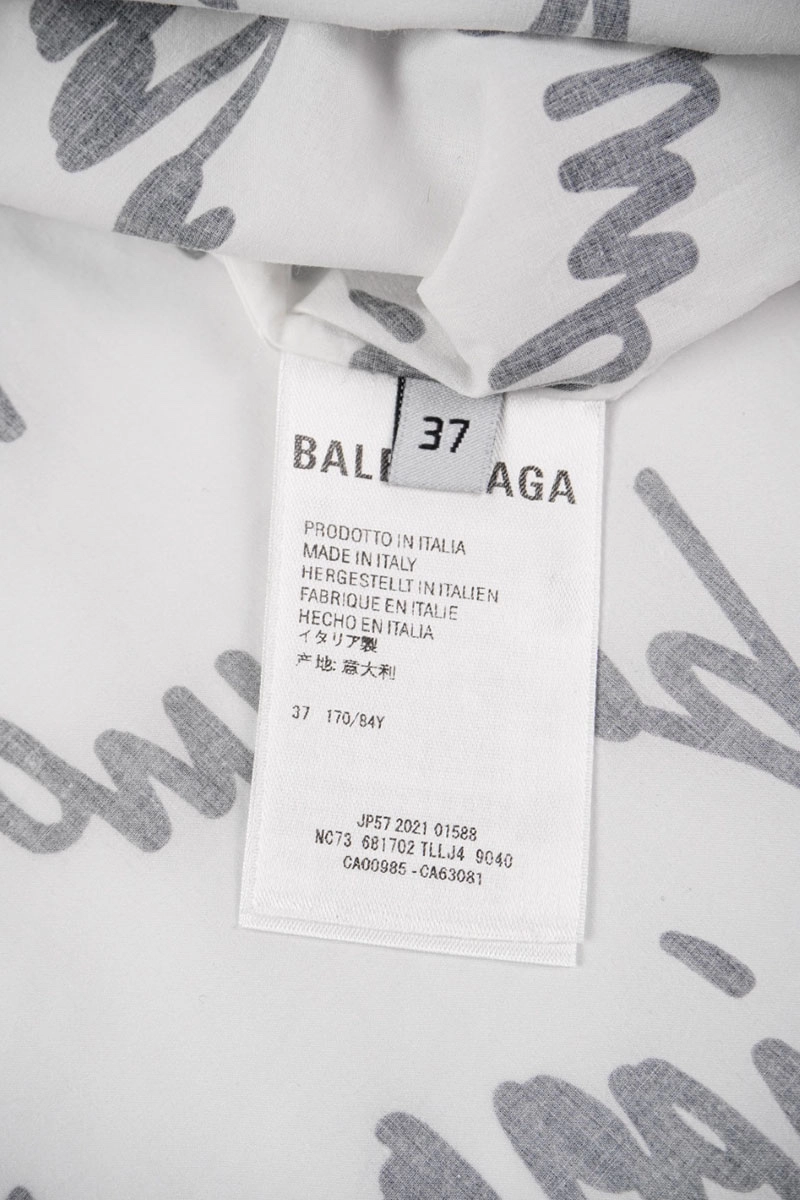 37
BALE AGA
PRODOTTO IN ITALIA
MADE IN ITALY
HERGESTELLT IN ITALIEN
FABRIQUE EN ITALIE
HECHO EN ITALIA
イタリア製
产地: 意大利
37 170/84Y
JP57 2021 01588
NC73 681702 TLLJ4 9040
CA00985 - CA63081